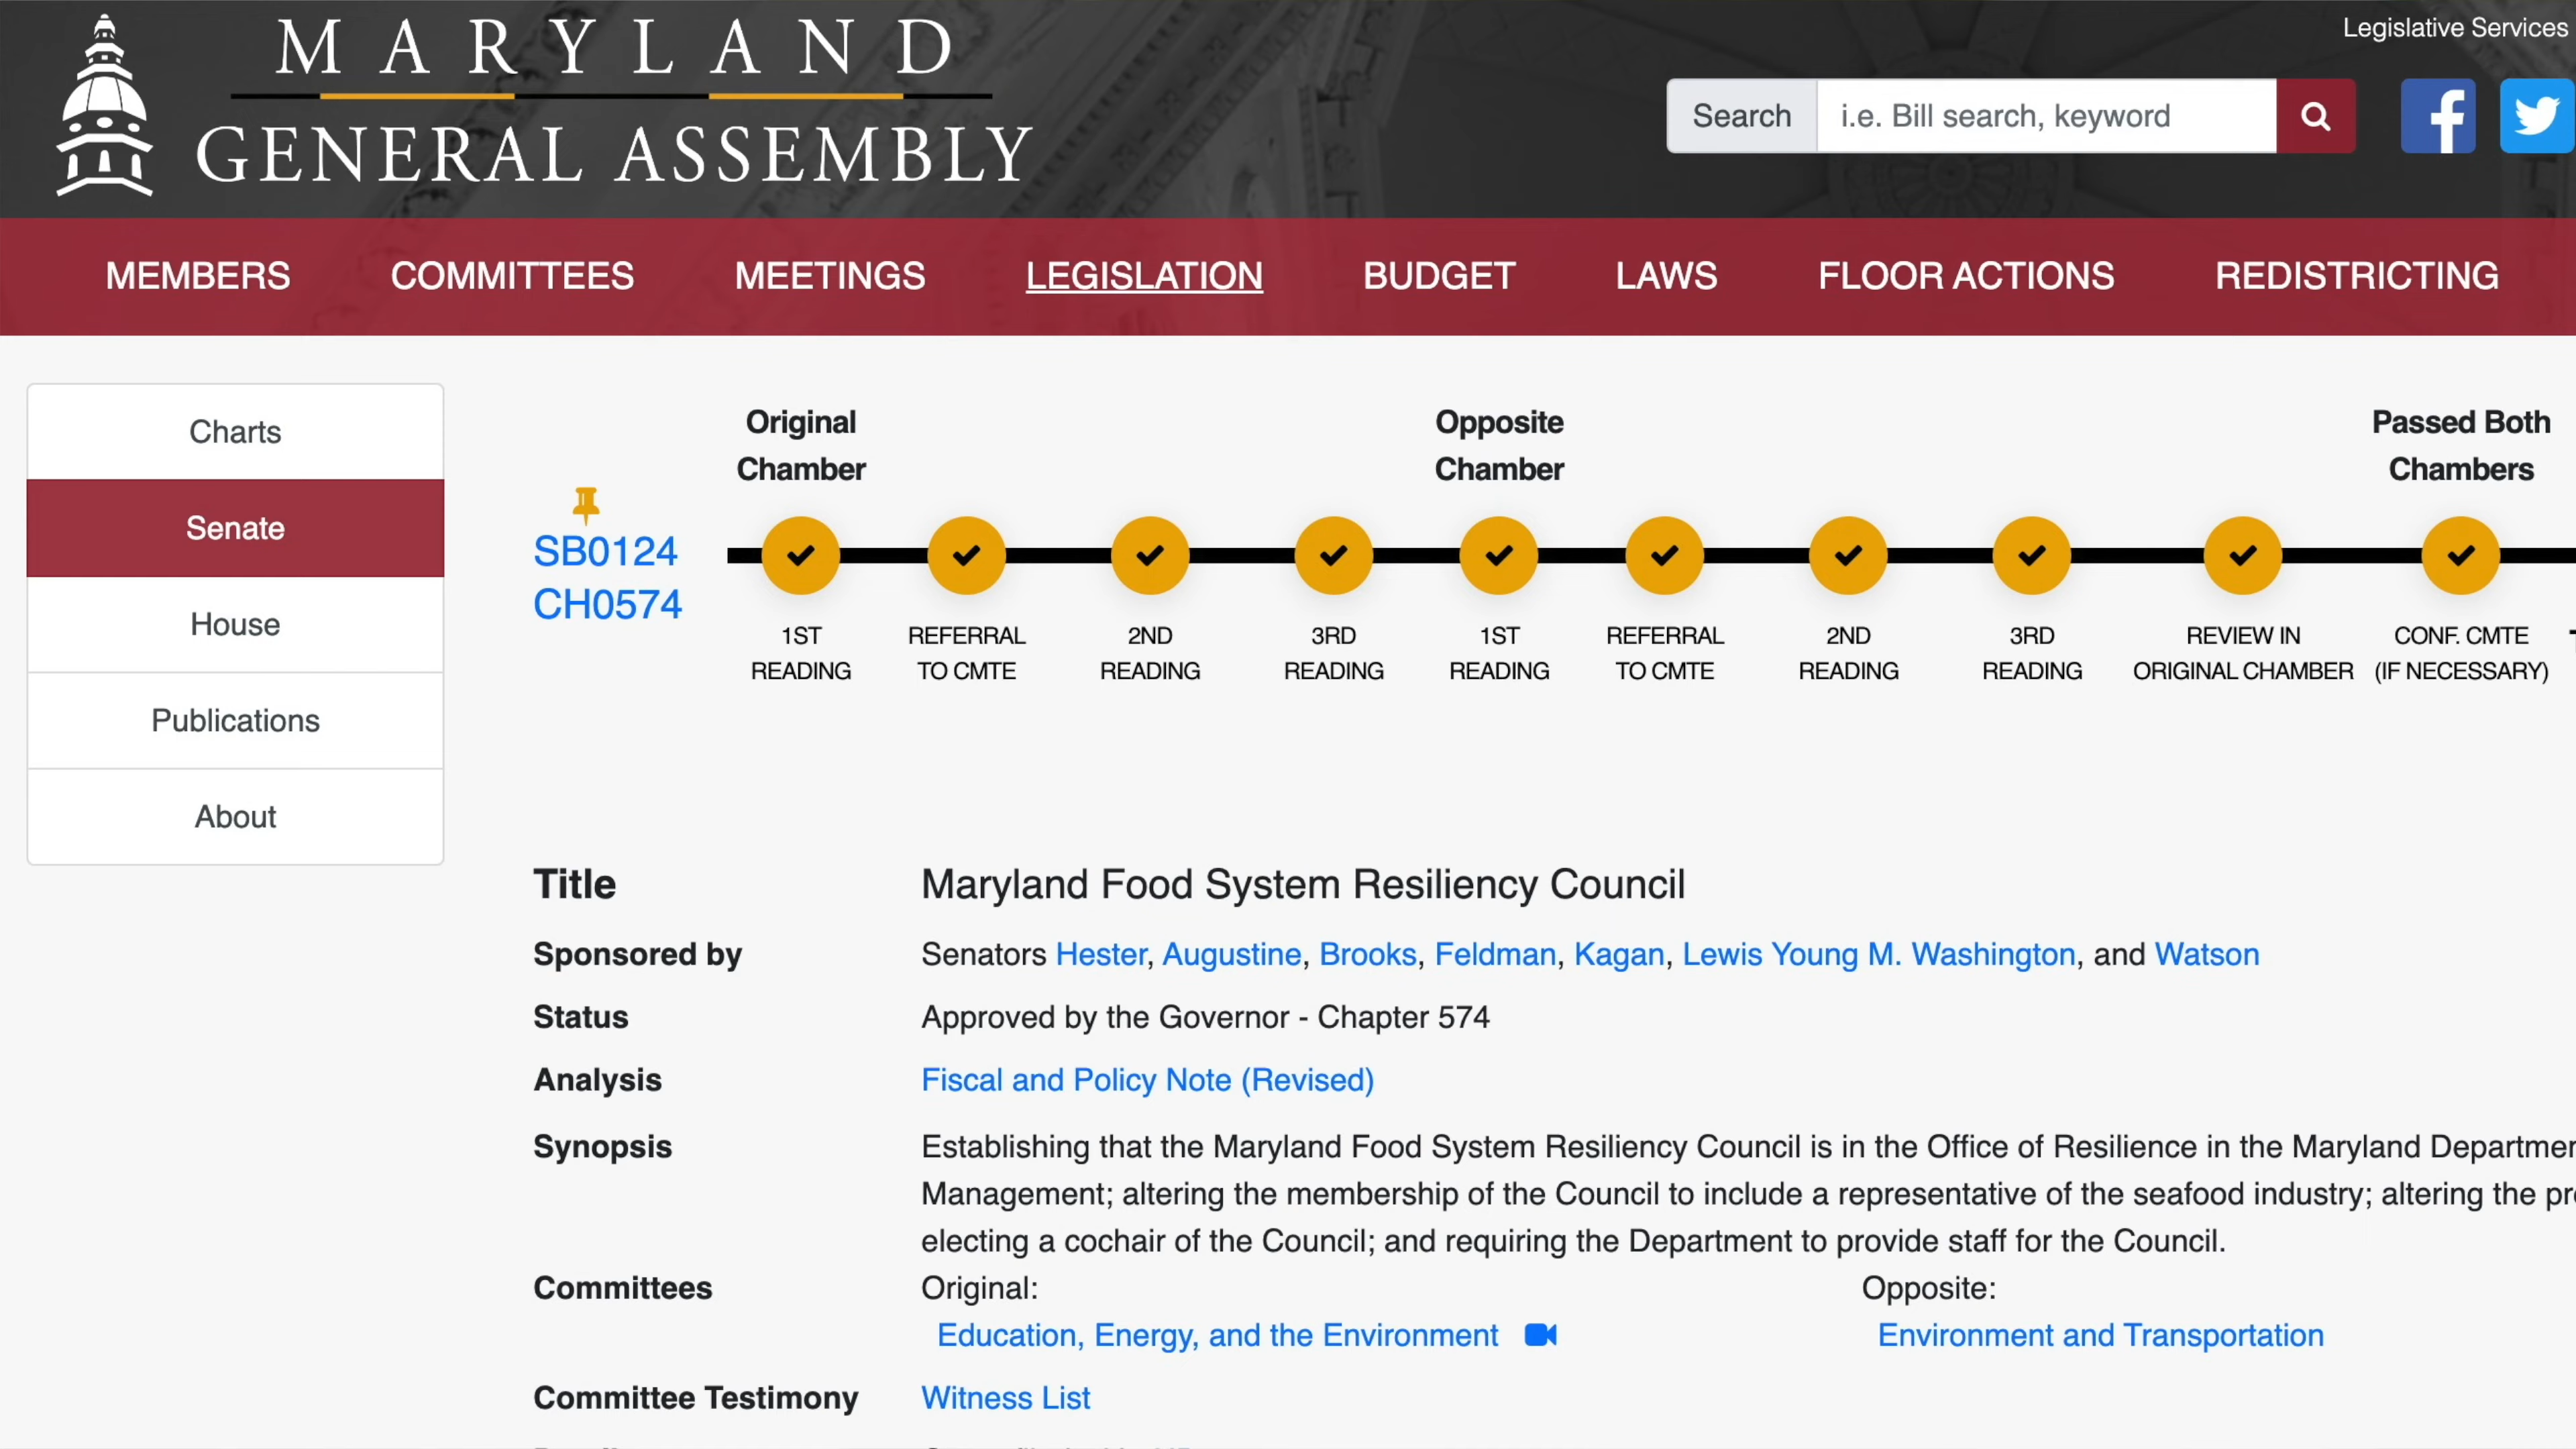 Legislative Services
MARYLAND
GENERAL ASSEMBLY
Search
i.e. Bill search, keyword
MEMBERS COMMITTEES MEETINGS LEGISLATION BUDGET LAWS FLOOR ACTIONS REDISTRICTING
Charts
Senate
House
Publications
About
Original
Chamber
Opposite
Chamber
Passed Both
Chambers
SB0124
CH0574
1ST
READING
REFERRAL
TO CMTE
2ND
READING
3RD
READING
1ST
READING
REFERRAL
TO CMTE
2ND
READING
3RD
READING
REVIEW IN
ORIGINAL CHAMBER
CONF. CMTE
(IF NECESSARY)
Title Maryland Food System Resiliency Council
Sponsored by Senators Hester, Augustine, Brooks, Feldman, Kagan, Lewis Young M. Washington, and Watson
Status Approved by the Governor - Chapter 574
Analysis Fiscal and Policy Note (Revised)
Synopsis Establishing that the Maryland Food System Resiliency Council is in the Office of Resilience in the Maryland
Management; altering the membership of the Council to include a representative of the seafood industry; altering the
electing a cochair of the Council; and requiring the Department to provide staff for the Council.
Committees Original: Opposite:
Education, Energy, and the Environment Environment and Transportation
Committee Testimony Witness List